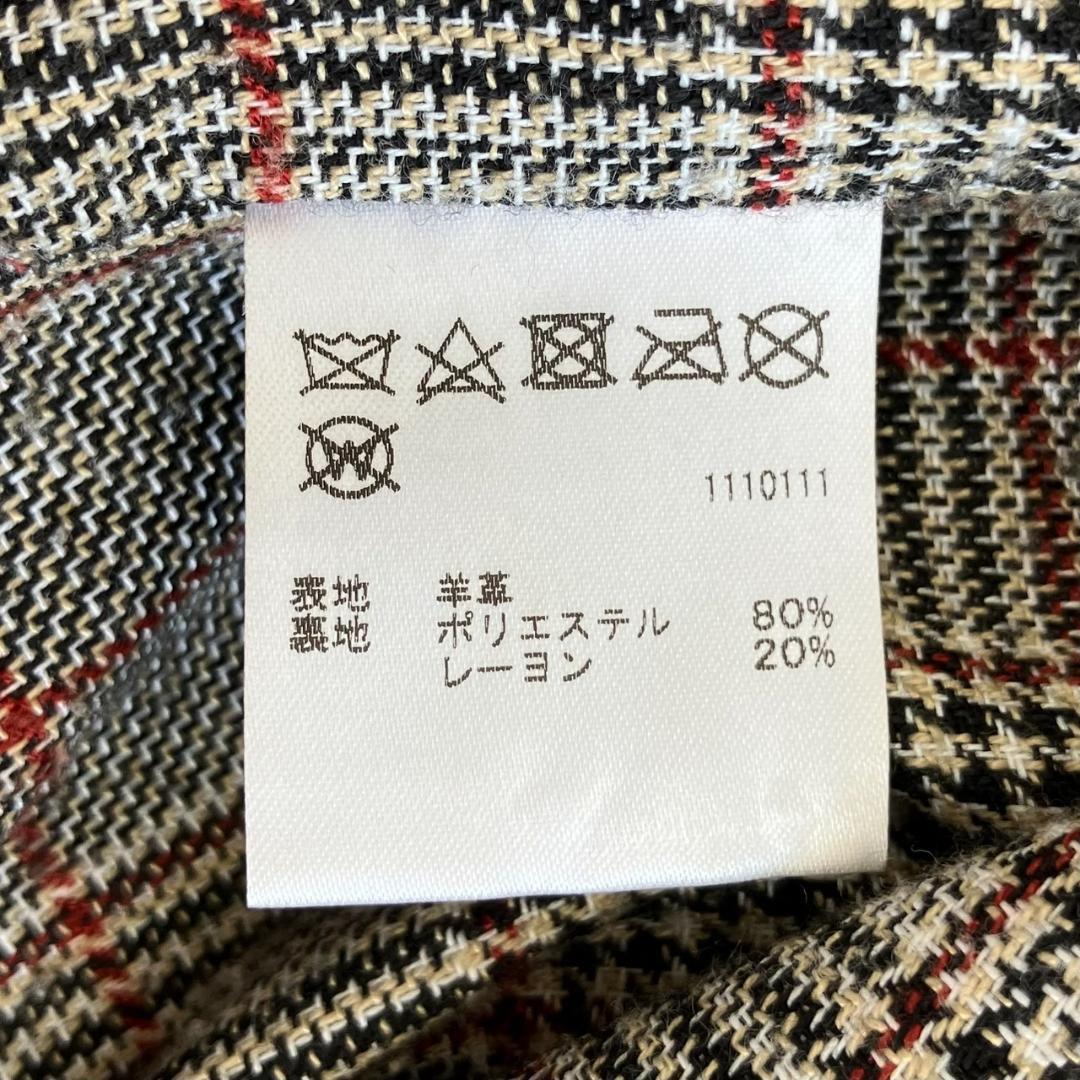 1110111
表地 羊革
裏地 ポリエステル 80%
レーヨン 20%